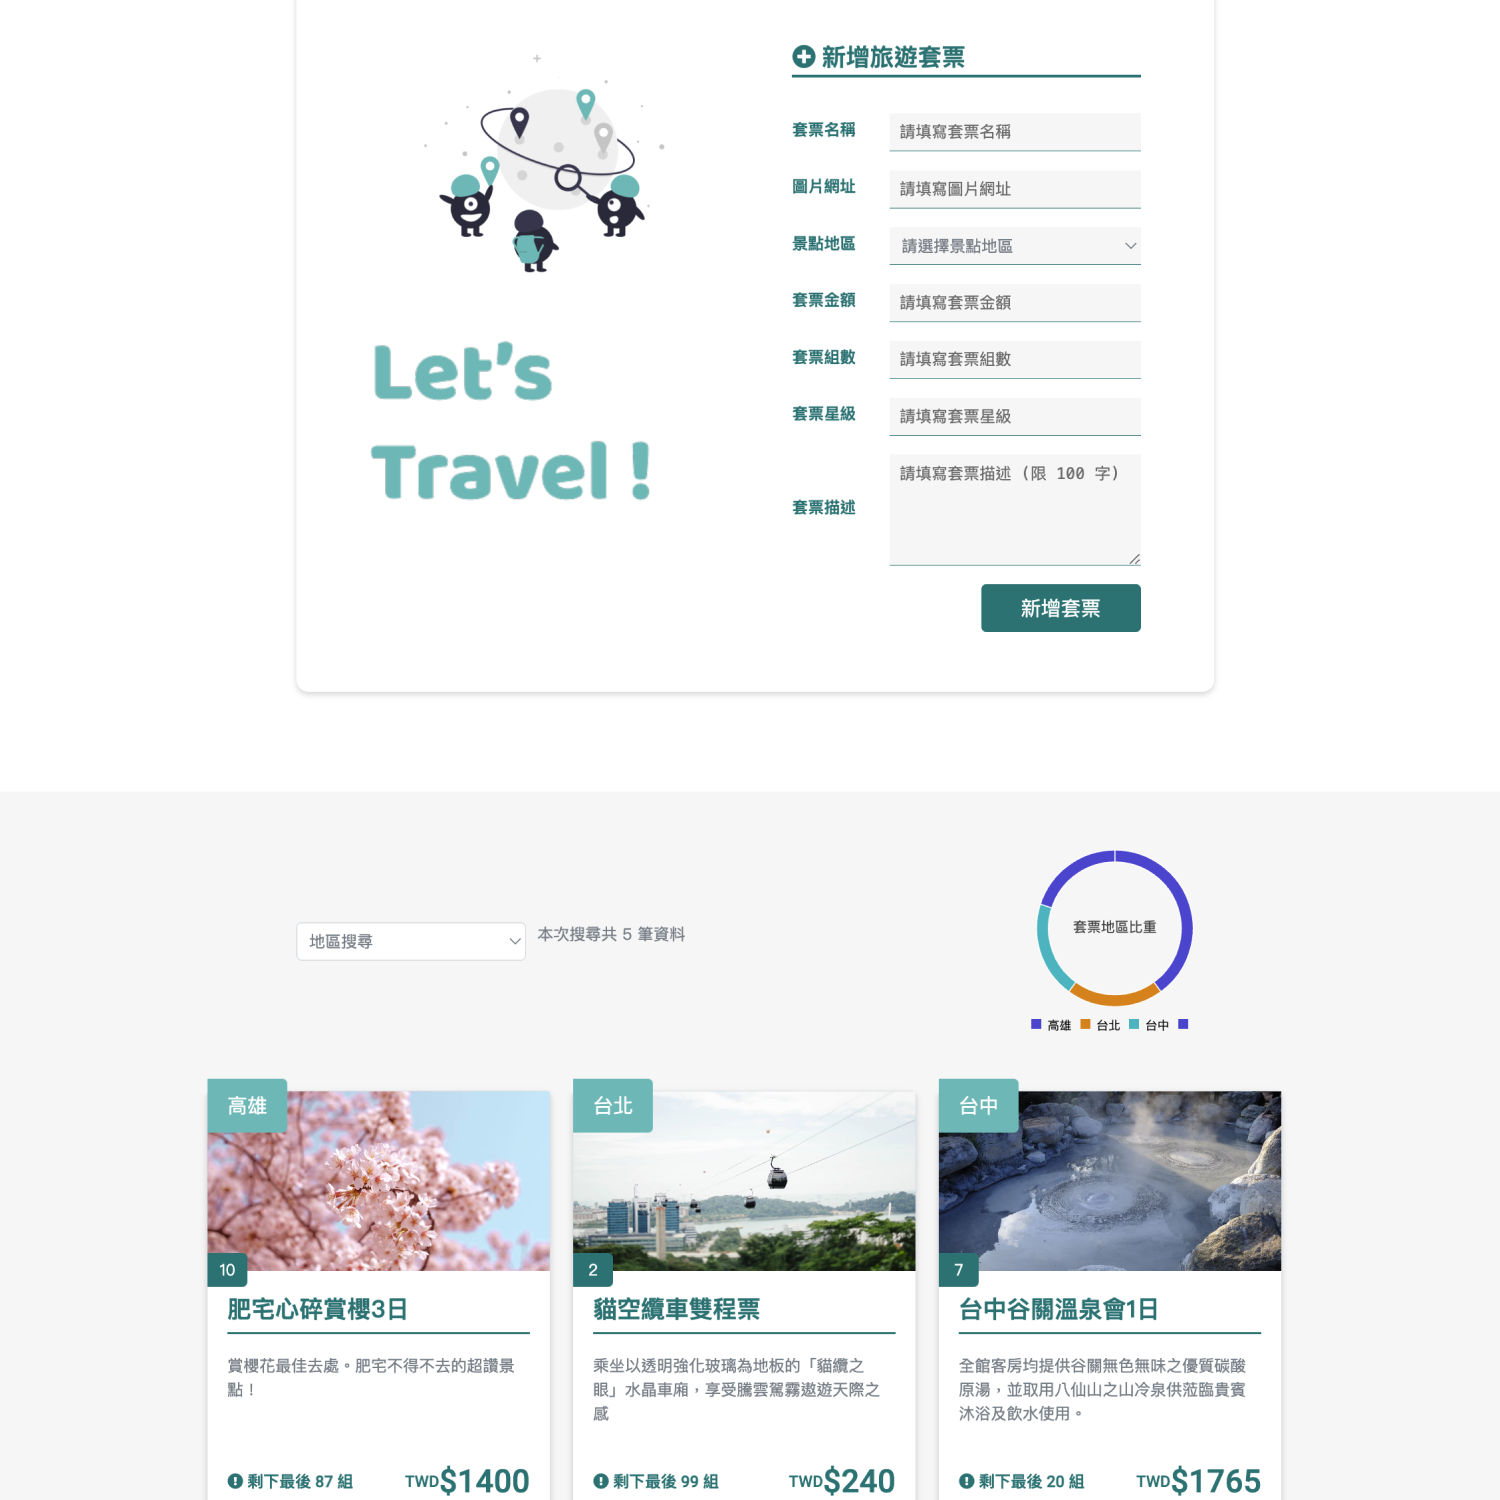 新增旅遊套票
套票名稱
請填寫套票名稱
圖片網址
請填寫圖片網址
景點地區
請選擇景點地區
套票金額
請填寫套票金額
套票組數
請填寫套票組數
套票星級
請填寫套票星級
套票描述
請填寫套票描述 (限 100 字)
新增套票
Let's
Travel !
地區搜尋
本次搜尋共 5 筆資料
套票地區比重
高雄 台北 台中
高雄
10
肥宅心碎賞櫻3日
賞櫻花最佳去處。肥宅不得不去的超讚景
點！
剩下最後 87 組
TWD$1400
台北
2
貓空纜車雙程票
乘坐以透明強化玻璃為地板的「貓纜之
眼」水晶車廂，享受騰雲駕霧遨遊天際之
感
剩下最後 99 組
TWD$240
台中
7
台中谷關溫泉會1日
全館客房均提供谷關無色無味之優質碳酸
原湯，並取用八仙山之山冷泉供蒞臨貴賓
沐浴及飲水使用。
剩下最後 20 組
TWD$1765